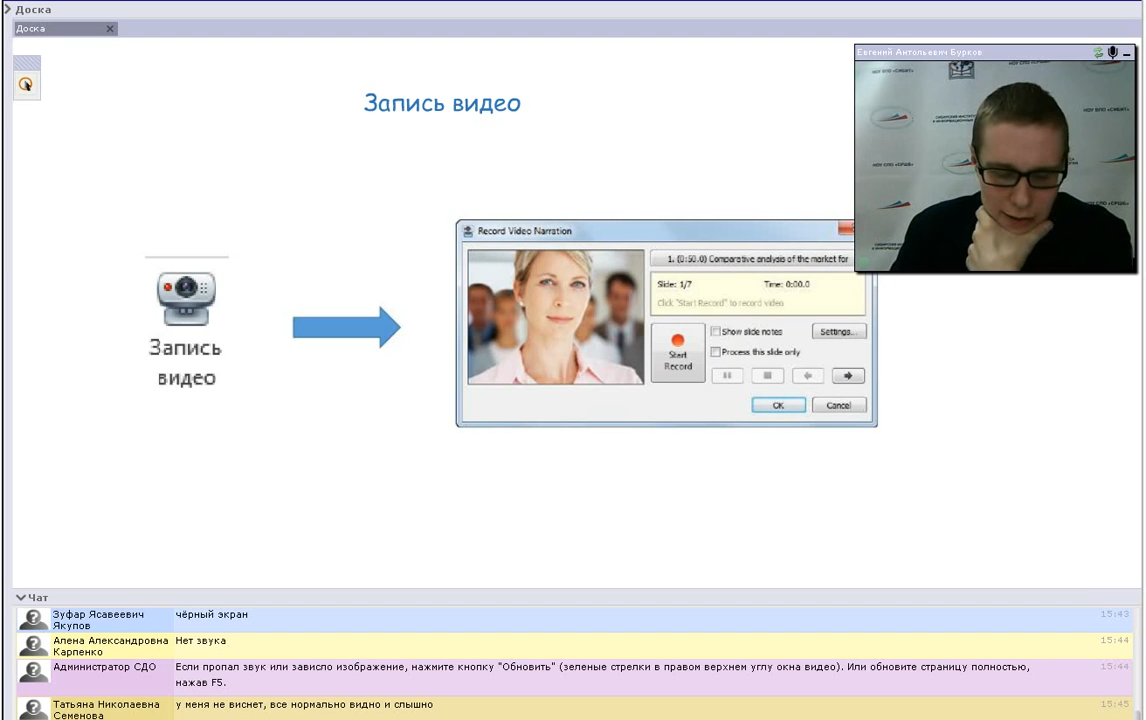 Доска
Доска
Евгений Антольевич Бурков
Запись видео
НОУ ВПО «СИБИТ»
Record Video Narration
1. (0:50.0) Comparative analysis of the market for
Slide: 1/7 Time: 0:00.0
Click "Start Record" to record video
Start
Record
Show slide notes
Settings...
Process this slide only
OK
Cancel
Запись
видео
Чат
Зуфар Ясавеевич
Якупов
чёрный экран
15:43
Алена Александровна
Карпенко
Нет звука
15:44
Администратор СДО
Если пропал звук или зависло изображение, нажмите кнопку "Обновить" (зеленые стрелки в правом верхнем углу окна видео). Или обновите страницу полностью,
нажав F5.
15:44
Татьяна Николаевна
Семенова
у меня не виснет, все нормально видно и слышно
15:45